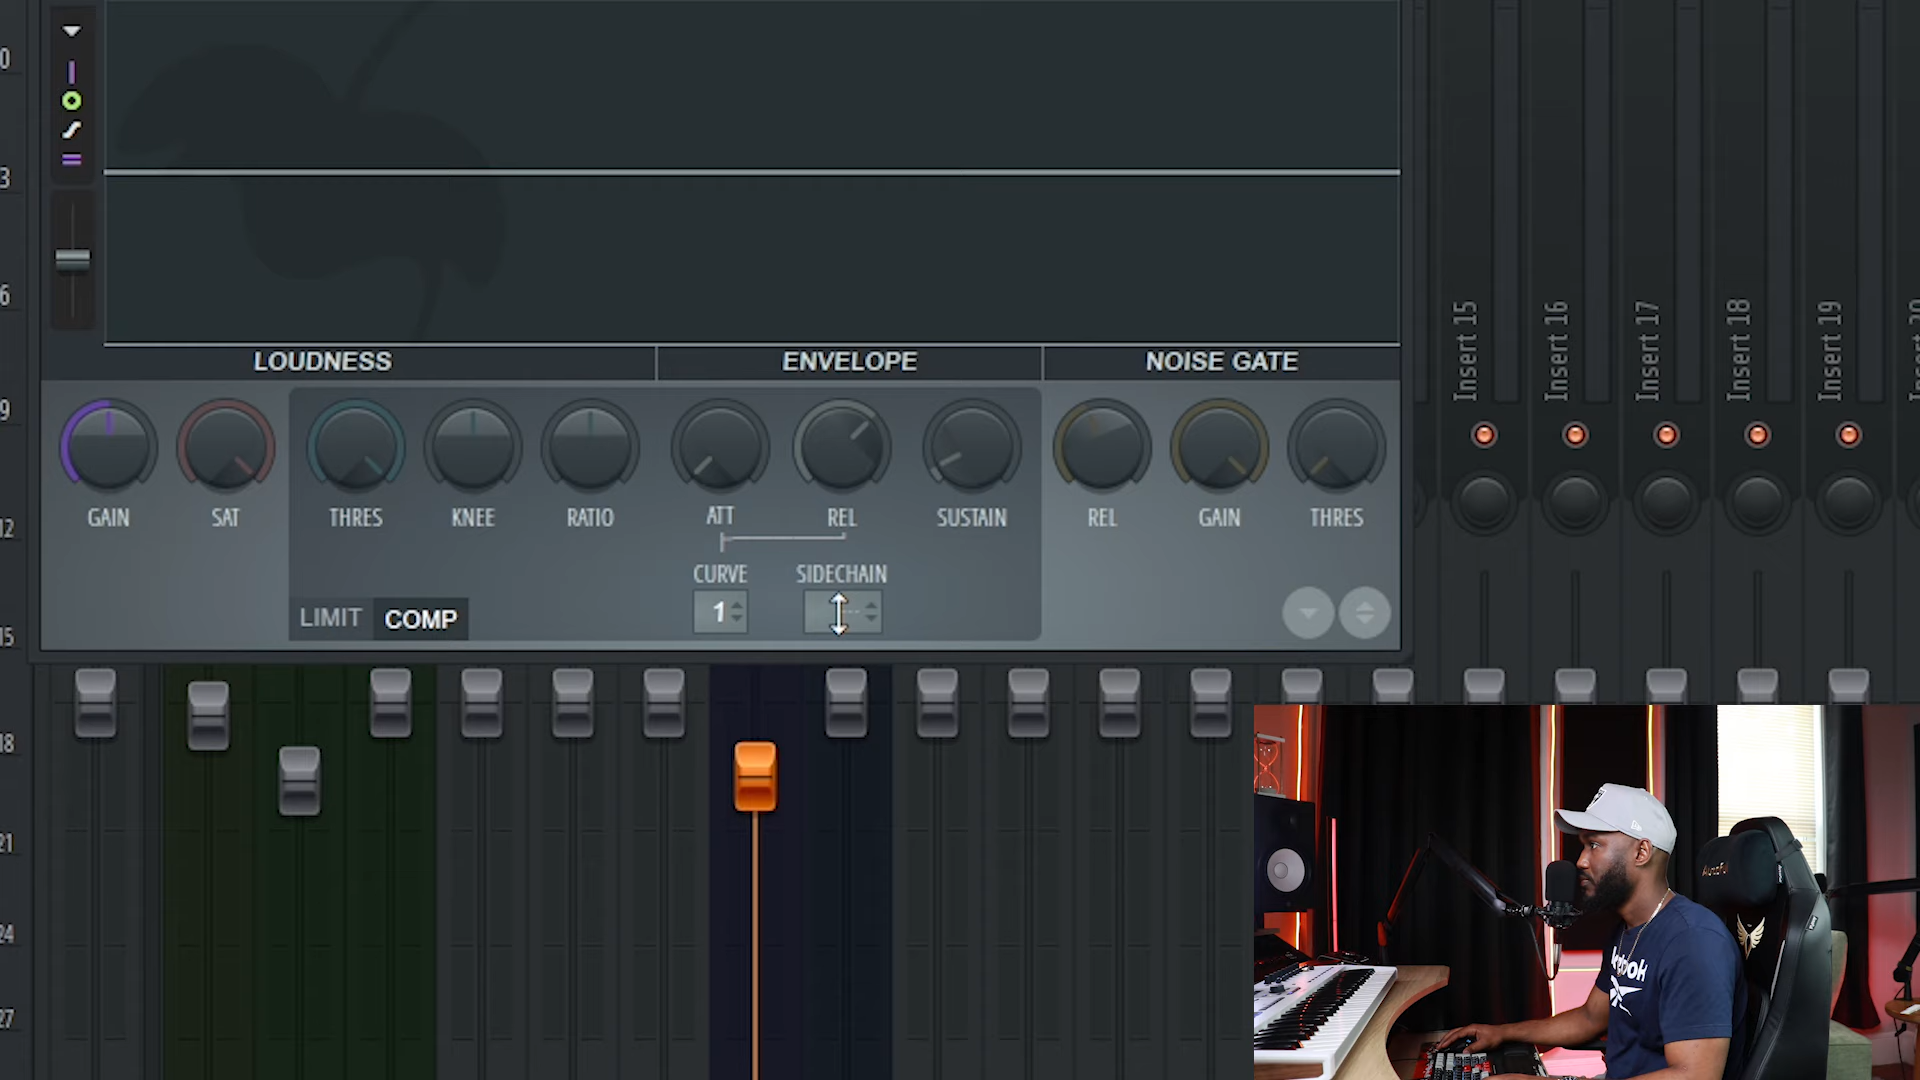 0
3
6
9
12
15
18
21
24
27
LOUDNESS
ENVELOPE
NOISE GATE
GAIN
SAT
THRES
KNEE
RATIO
ATT
REL
SUSTAIN
REL
GAIN
THRES
CURVE
SIDECHAIN
1
LIMIT
COMP
Insert 15
Insert 16
Insert 17
Insert 18
Insert 19